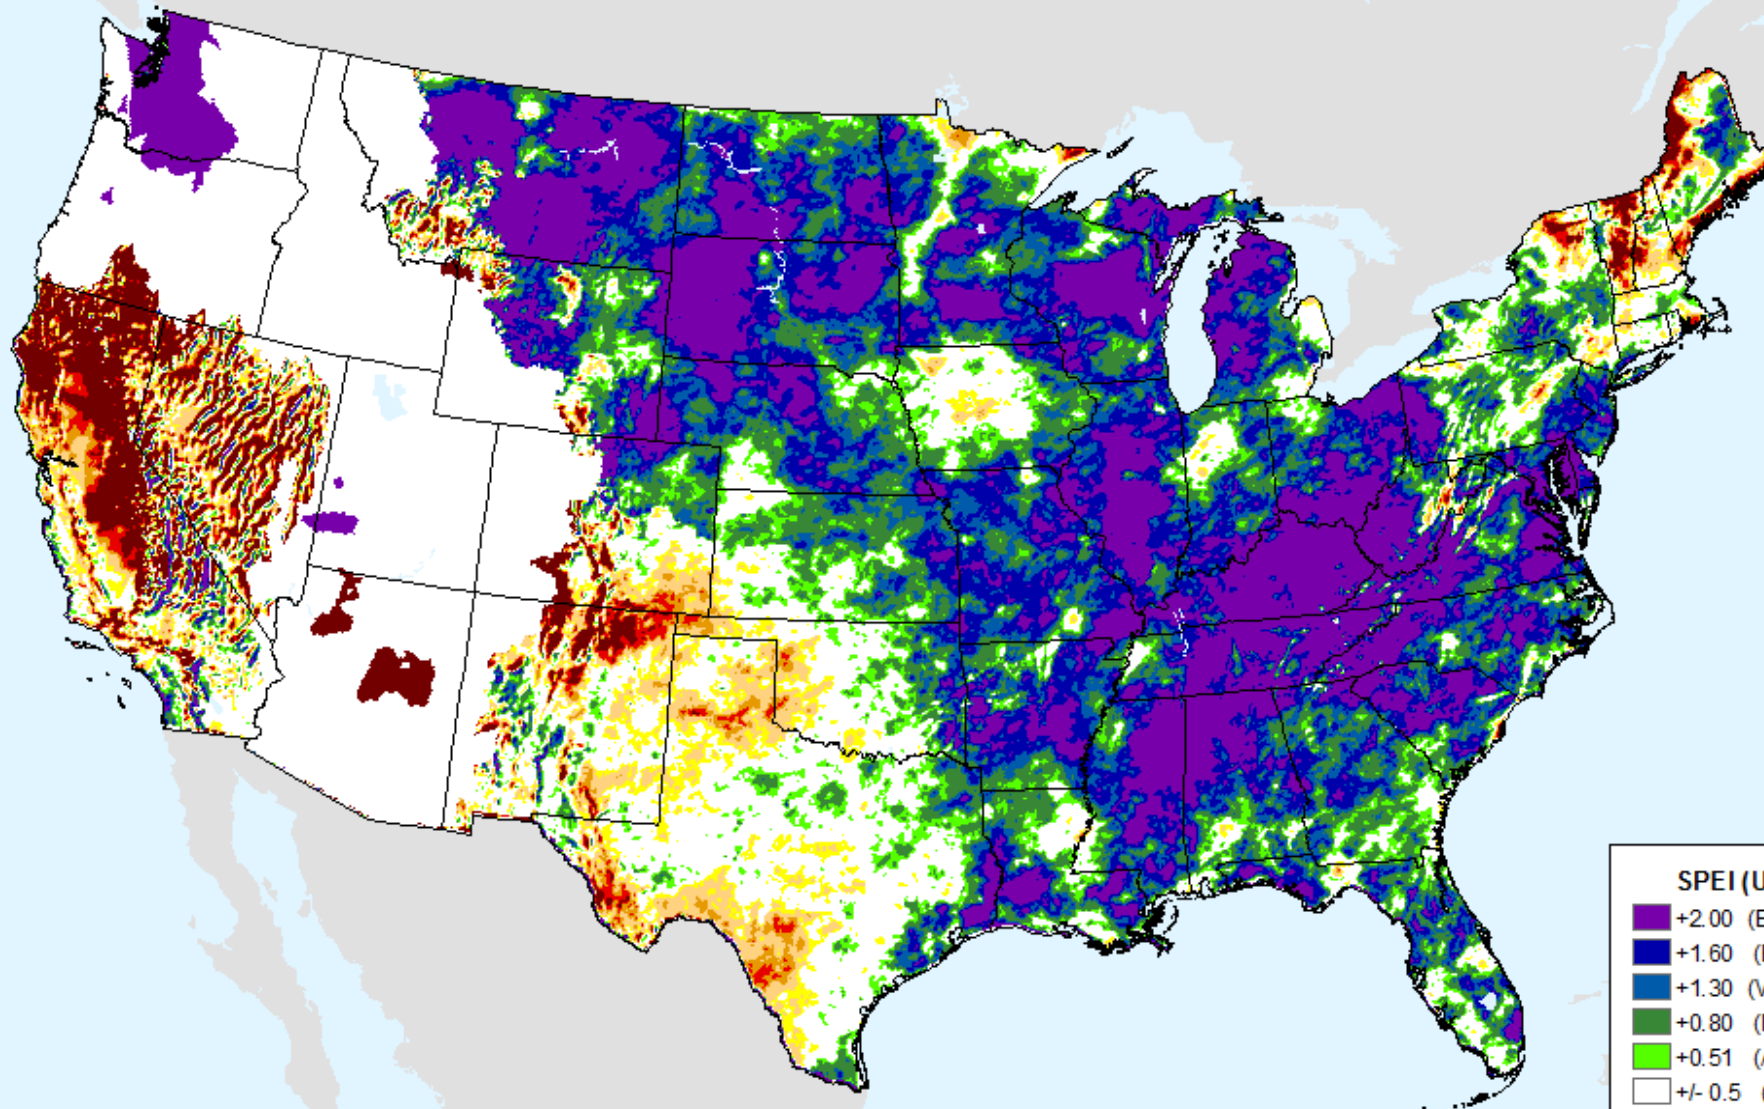 SPEI (U
+2.00 (E
+1.60 (
+1.30 (V
+0.80 (
+0.51 (
+/- 0.5 (